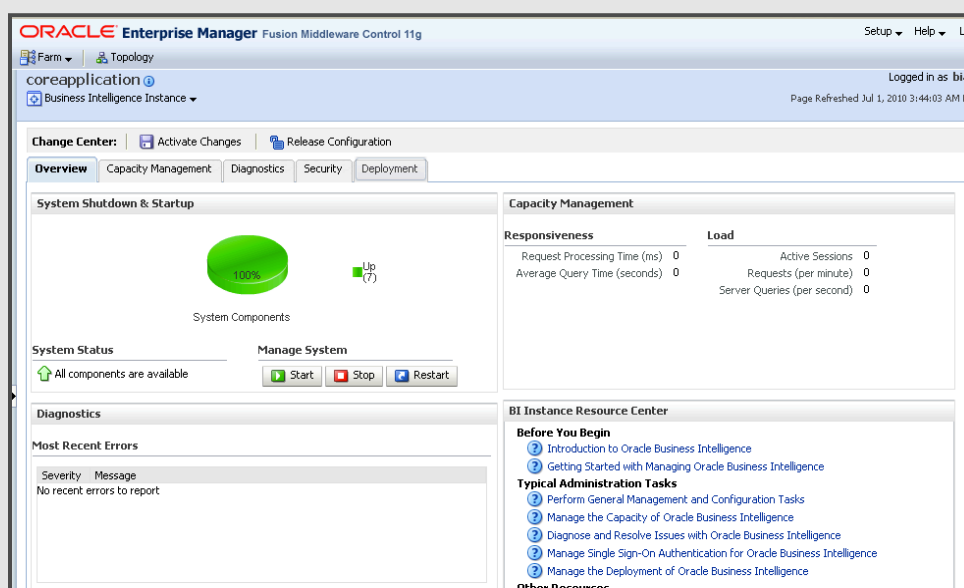 ORACLE Enterprise Manager Fusion Middleware Control 11g
Setup Help
Farm Topology
coreapplication
Logged in as
Business Intelligence Instance
Page Refreshed Jul 1, 2010 3:44:03 AM
Change Center: Activate Changes Release Configuration
Overview Capacity Management Diagnostics Security Deployment
System Shutdown & Startup
100%
Up
(7)
System Components
System Status
All components are available
Manage System
Start Stop Restart
Capacity Management
Responsiveness
Request Processing Time (ms) 0
Average Query Time (seconds) 0
Load
Active Sessions 0
Requests (per minute) 0
Server Queries (per second) 0
Diagnostics
Most Recent Errors
Severity Message
No recent errors to report
BI Instance Resource Center
Before You Begin
Introduction to Oracle Business Intelligence
Getting Started with Managing Oracle Business Intelligence
Typical Administration Tasks
Perform General Management and Configuration Tasks
Manage the Capacity of Oracle Business Intelligence
Diagnose and Resolve Issues with Oracle Business Intelligence
Manage Single Sign-On Authentication for Oracle Business Intelligence
Manage the Deployment of Oracle Business Intelligence
Other Resources